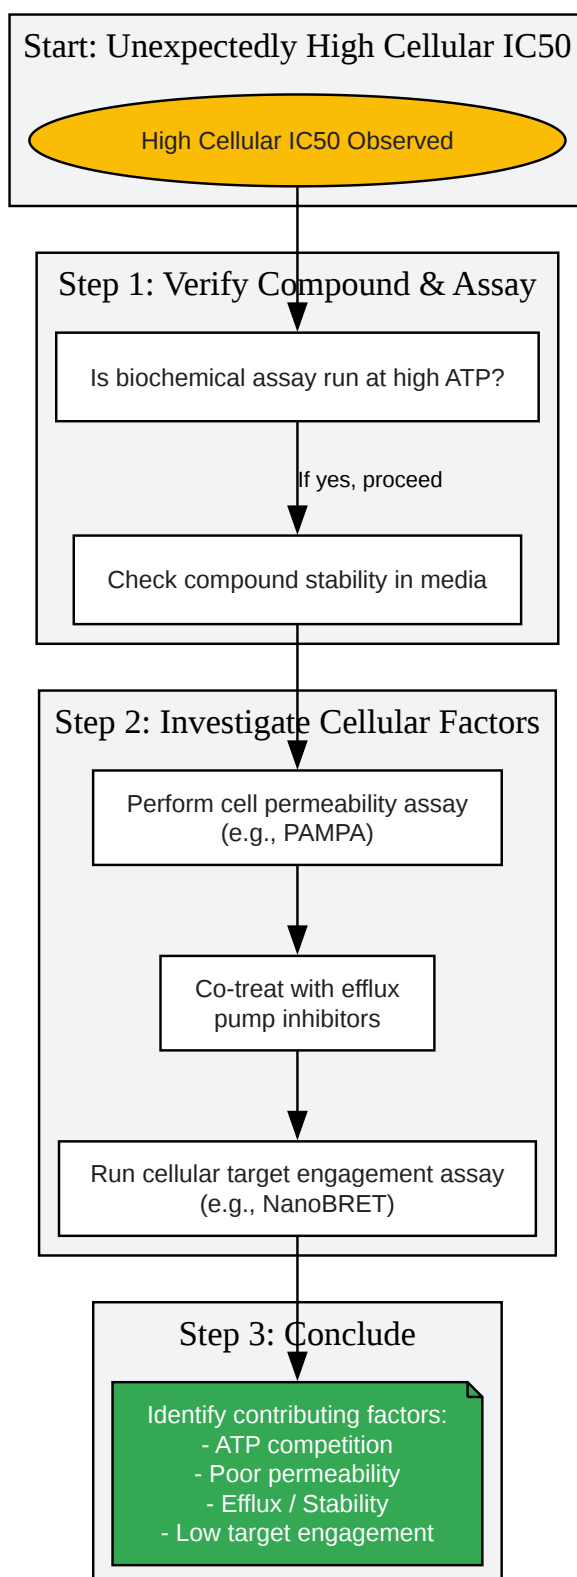 Start: Unexpectedly High Cellular IC50
High Cellular IC50 Observed
Step 1: Verify Compound & Assay
Is biochemical assay run at high ATP?
If yes, proceed
Check compound stability in media
Step 2: Investigate Cellular Factors
Perform cell permeability assay
(e.g., PAMPA)
Co-treat with efflux
pump inhibitors
Run cellular target engagement assay
(e.g., NanoBRET)
Step 3: Conclude
Identify contributing factors:
- ATP competition
- Poor permeability
- Efflux / Stability
- Low target engagement